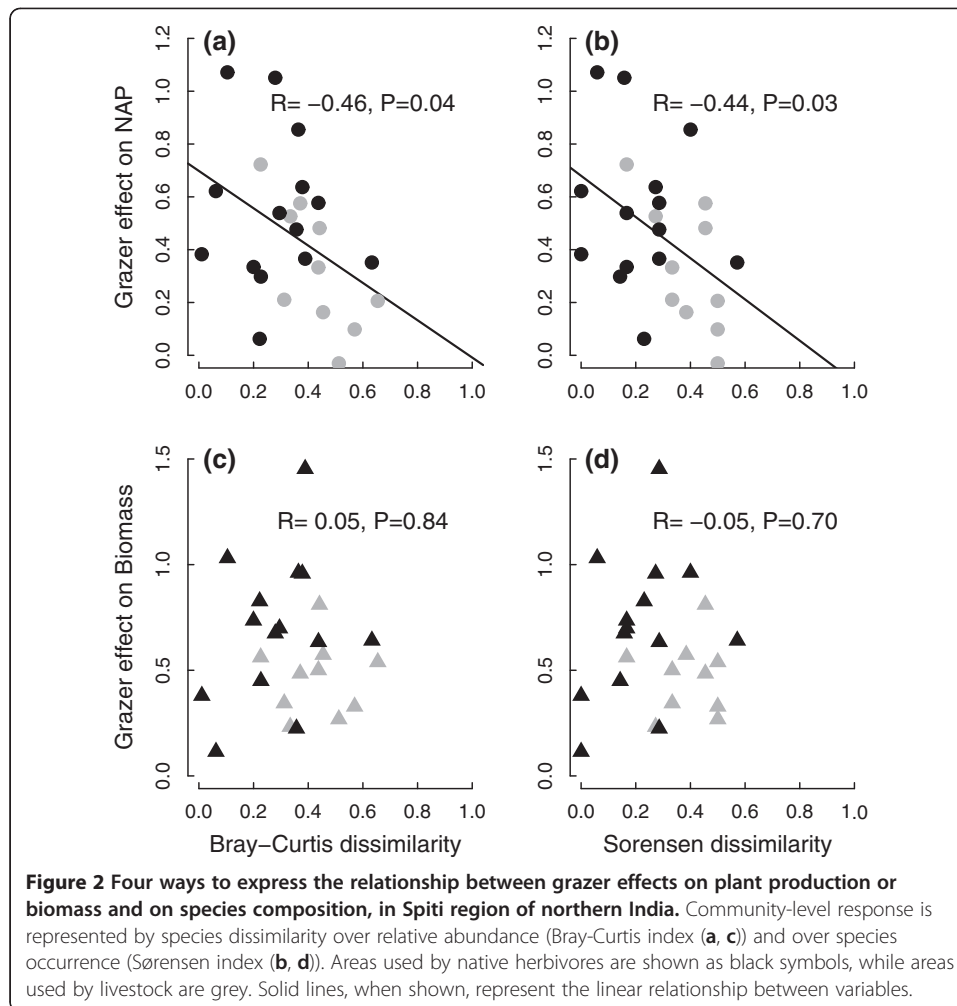 (a)
(b)
R= −0.46, P=0.04
R= −0.44, P=0.03
Grazer effect on NAP
0.0 0.2 0.4 0.6 0.8 1.0 1.2
0.0 0.2 0.4 0.6 0.8 1.0 1.2
0.0 0.2 0.4 0.6 0.8 1.0
0.0 0.2 0.4 0.6 0.8 1.0
(c)
(d)
R= 0.05, P=0.84
R= −0.05, P=0.70
Grazer effect on Biomass
0.0 0.5 1.0 1.5
0.0 0.5 1.0 1.5
0.0 0.2 0.4 0.6 0.8 1.0
0.0 0.2 0.4 0.6 0.8 1.0
Bray−Curtis dissimilarity
Sorensen dissimilarity
Figure 2 Four ways to express the relationship between grazer effects on plant production or
biomass and on species composition, in Spiti region of northern India. Community-level response is
represented by species dissimilarity over relative abundance (Bray-Curtis index (a, c)) and over species
occurrence (Sørensen index (b, d)). Areas used by native herbivores are shown as black symbols, while areas
used by livestock are grey. Solid lines, when shown, represent the linear relationship between variables.